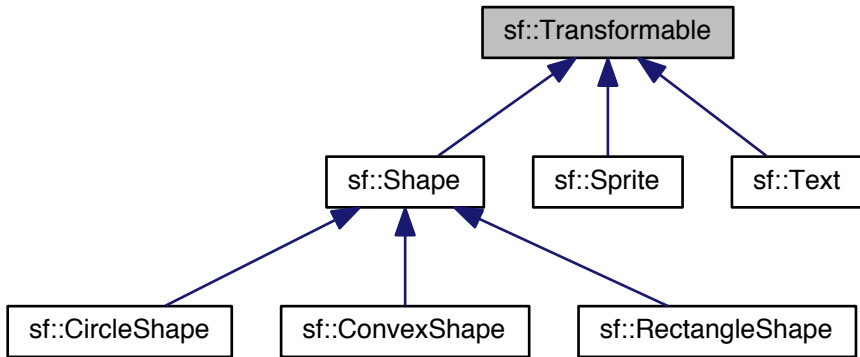 sf::Transformable
sf::Shape
sf::Sprite
sf::Text
sf::CircleShape
sf::ConvexShape
sf::RectangleShape